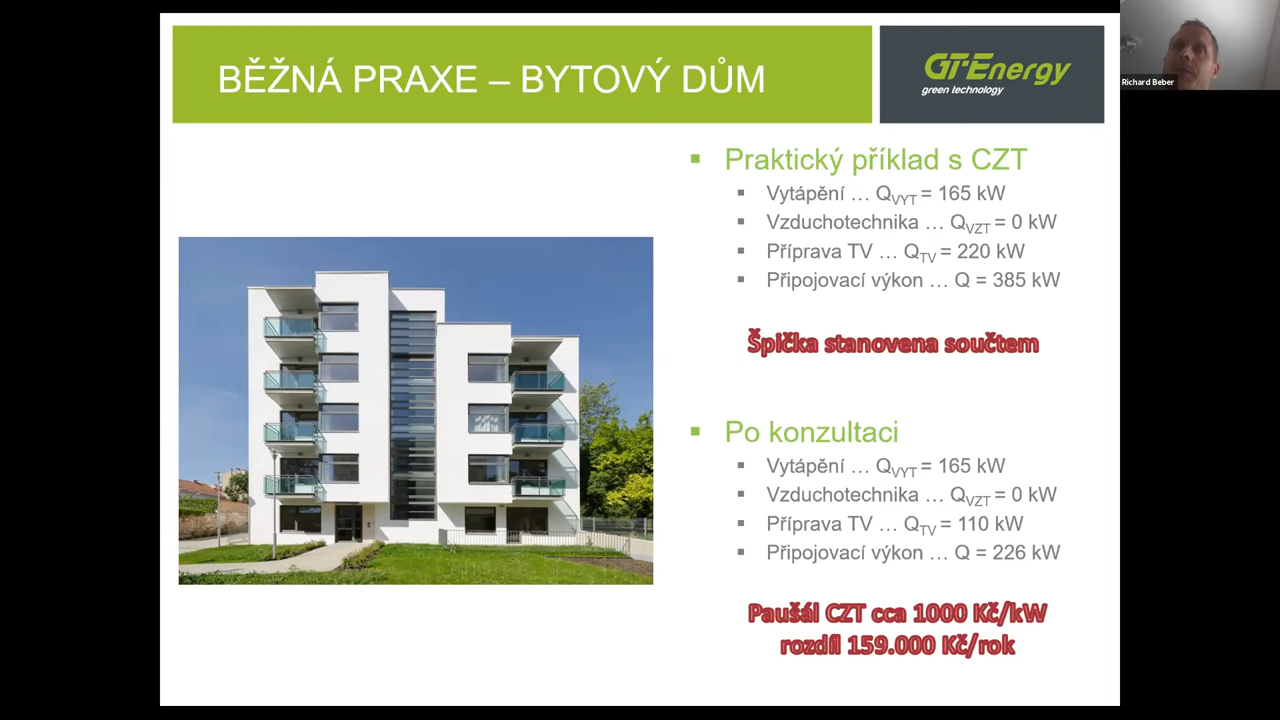 BĚŽNÁ PRAXE – BYTOVÝ DŮM
GT-Energy
green technology
Richard Beber
Praktický příklad s CZT
Vytápění … QVYT = 165 kW
Vzduchotechnika … QVZT = 0 kW
Příprava TV … QTV = 220 kW
Připojovací výkon … Q = 385 kW
Špička stanovena součtem
Po konzultaci
Vytápění … QVYT = 165 kW
Vzduchotechnika … QVZT = 0 kW
Příprava TV … QTV = 110 kW
Připojovací výkon … Q = 226 kW
Paušál CZT cca 1000 Kč/kW
rozdíl 159.000 Kč/rok